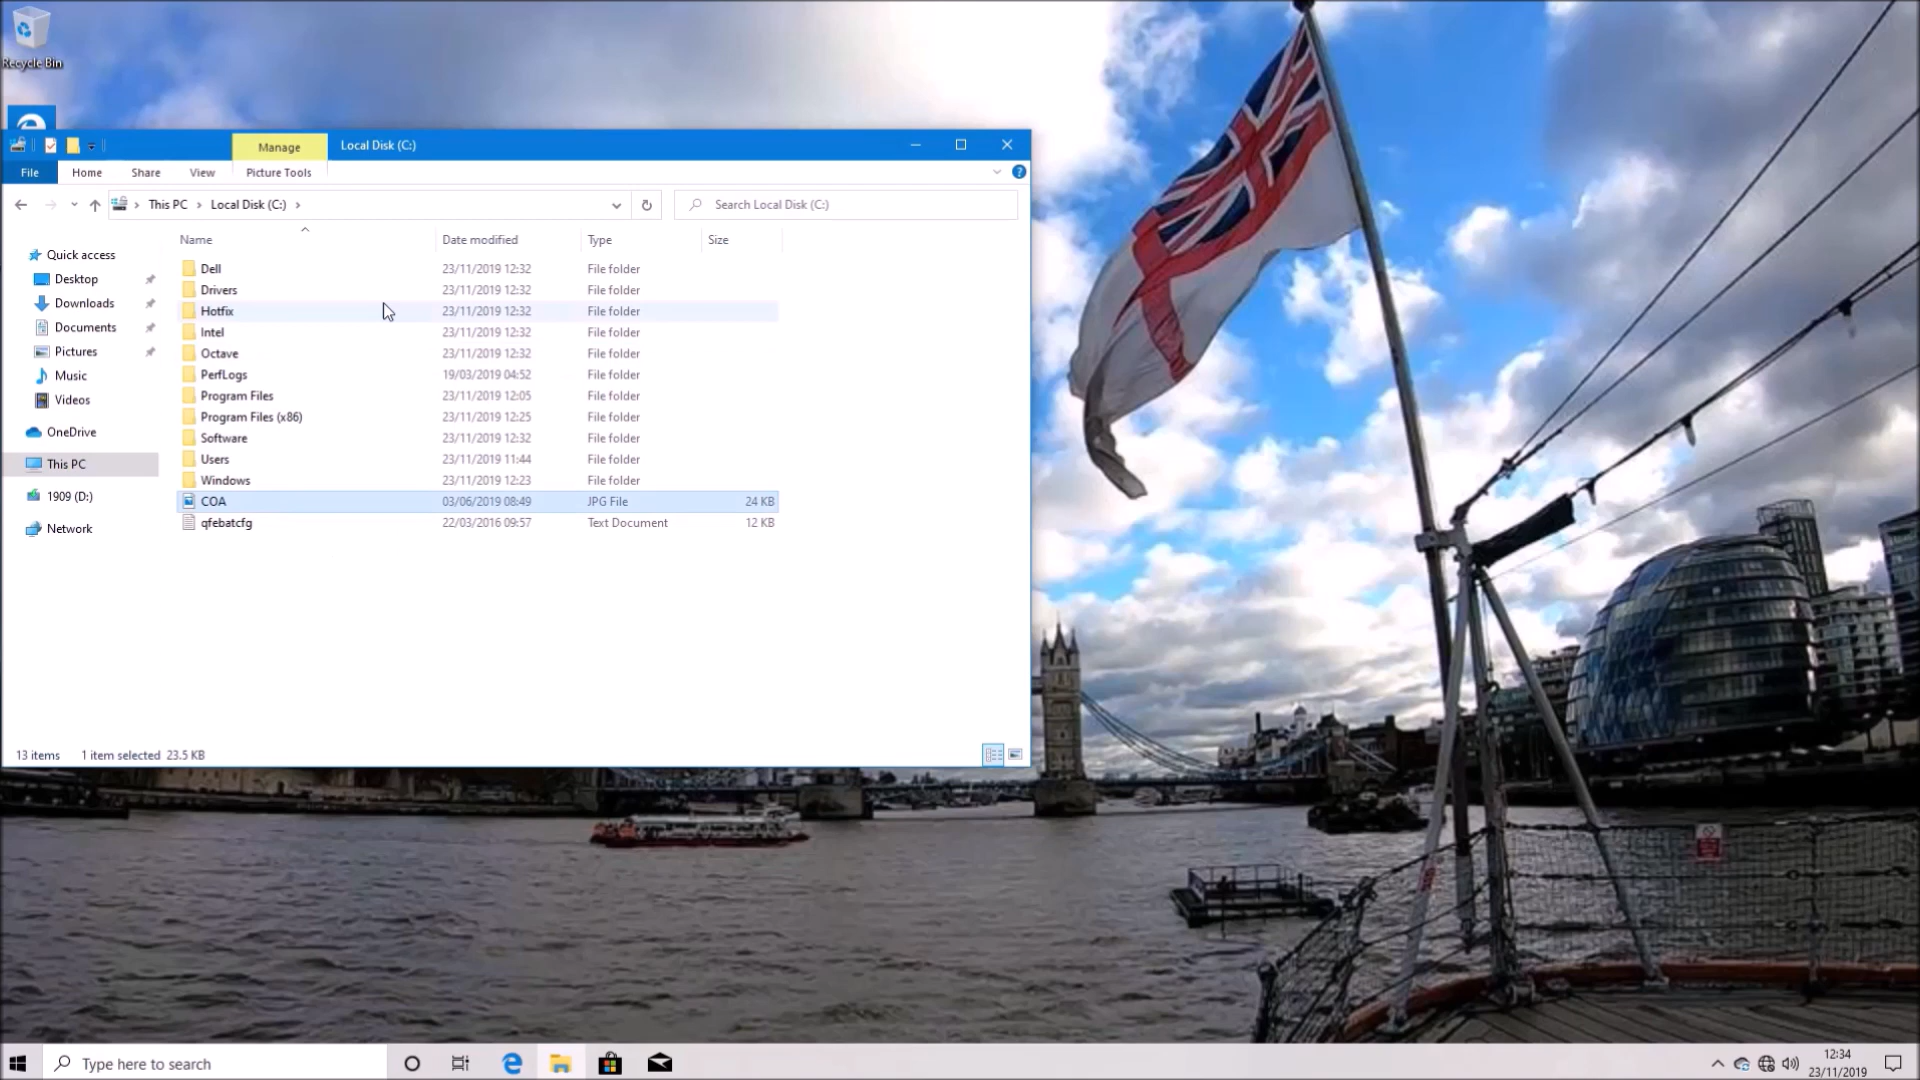 Recycle Bin
Manage
Local Disk (C:)
File
Home
Share
View
Picture Tools
This PC
Local Disk (C:)
Search Local Disk (C:)
Name
Date modified
Type
Size
Quick access
Desktop
Downloads
Documents
Pictures
Music
Videos
OneDrive
This PC
1909 (D:)
Network
Dell 23/11/2019 12:32 File folder
Drivers 23/11/2019 12:32 File folder
Hotfix 23/11/2019 12:32 File folder
Intel 23/11/2019 12:32 File folder
Octave 23/11/2019 12:32 File folder
PerfLogs 19/03/2019 04:52 File folder
Program Files 23/11/2019 12:05 File folder
Program Files (x86) 23/11/2019 12:25 File folder
Software 23/11/2019 12:32 File folder
Users 23/11/2019 11:44 File folder
Windows 23/11/2019 12:23 File folder
COA 03/06/2019 08:49 JPG File 24 KB
qfebatcfg 22/03/2016 09:57 Text Document 12 KB
13 items 1 item selected 23.5 KB
Type here to search
12:34
23/11/2019